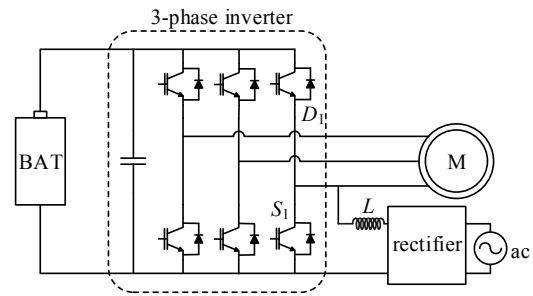 3-phase inverter
D1
BAT
M
S1
L
rectifier
ac